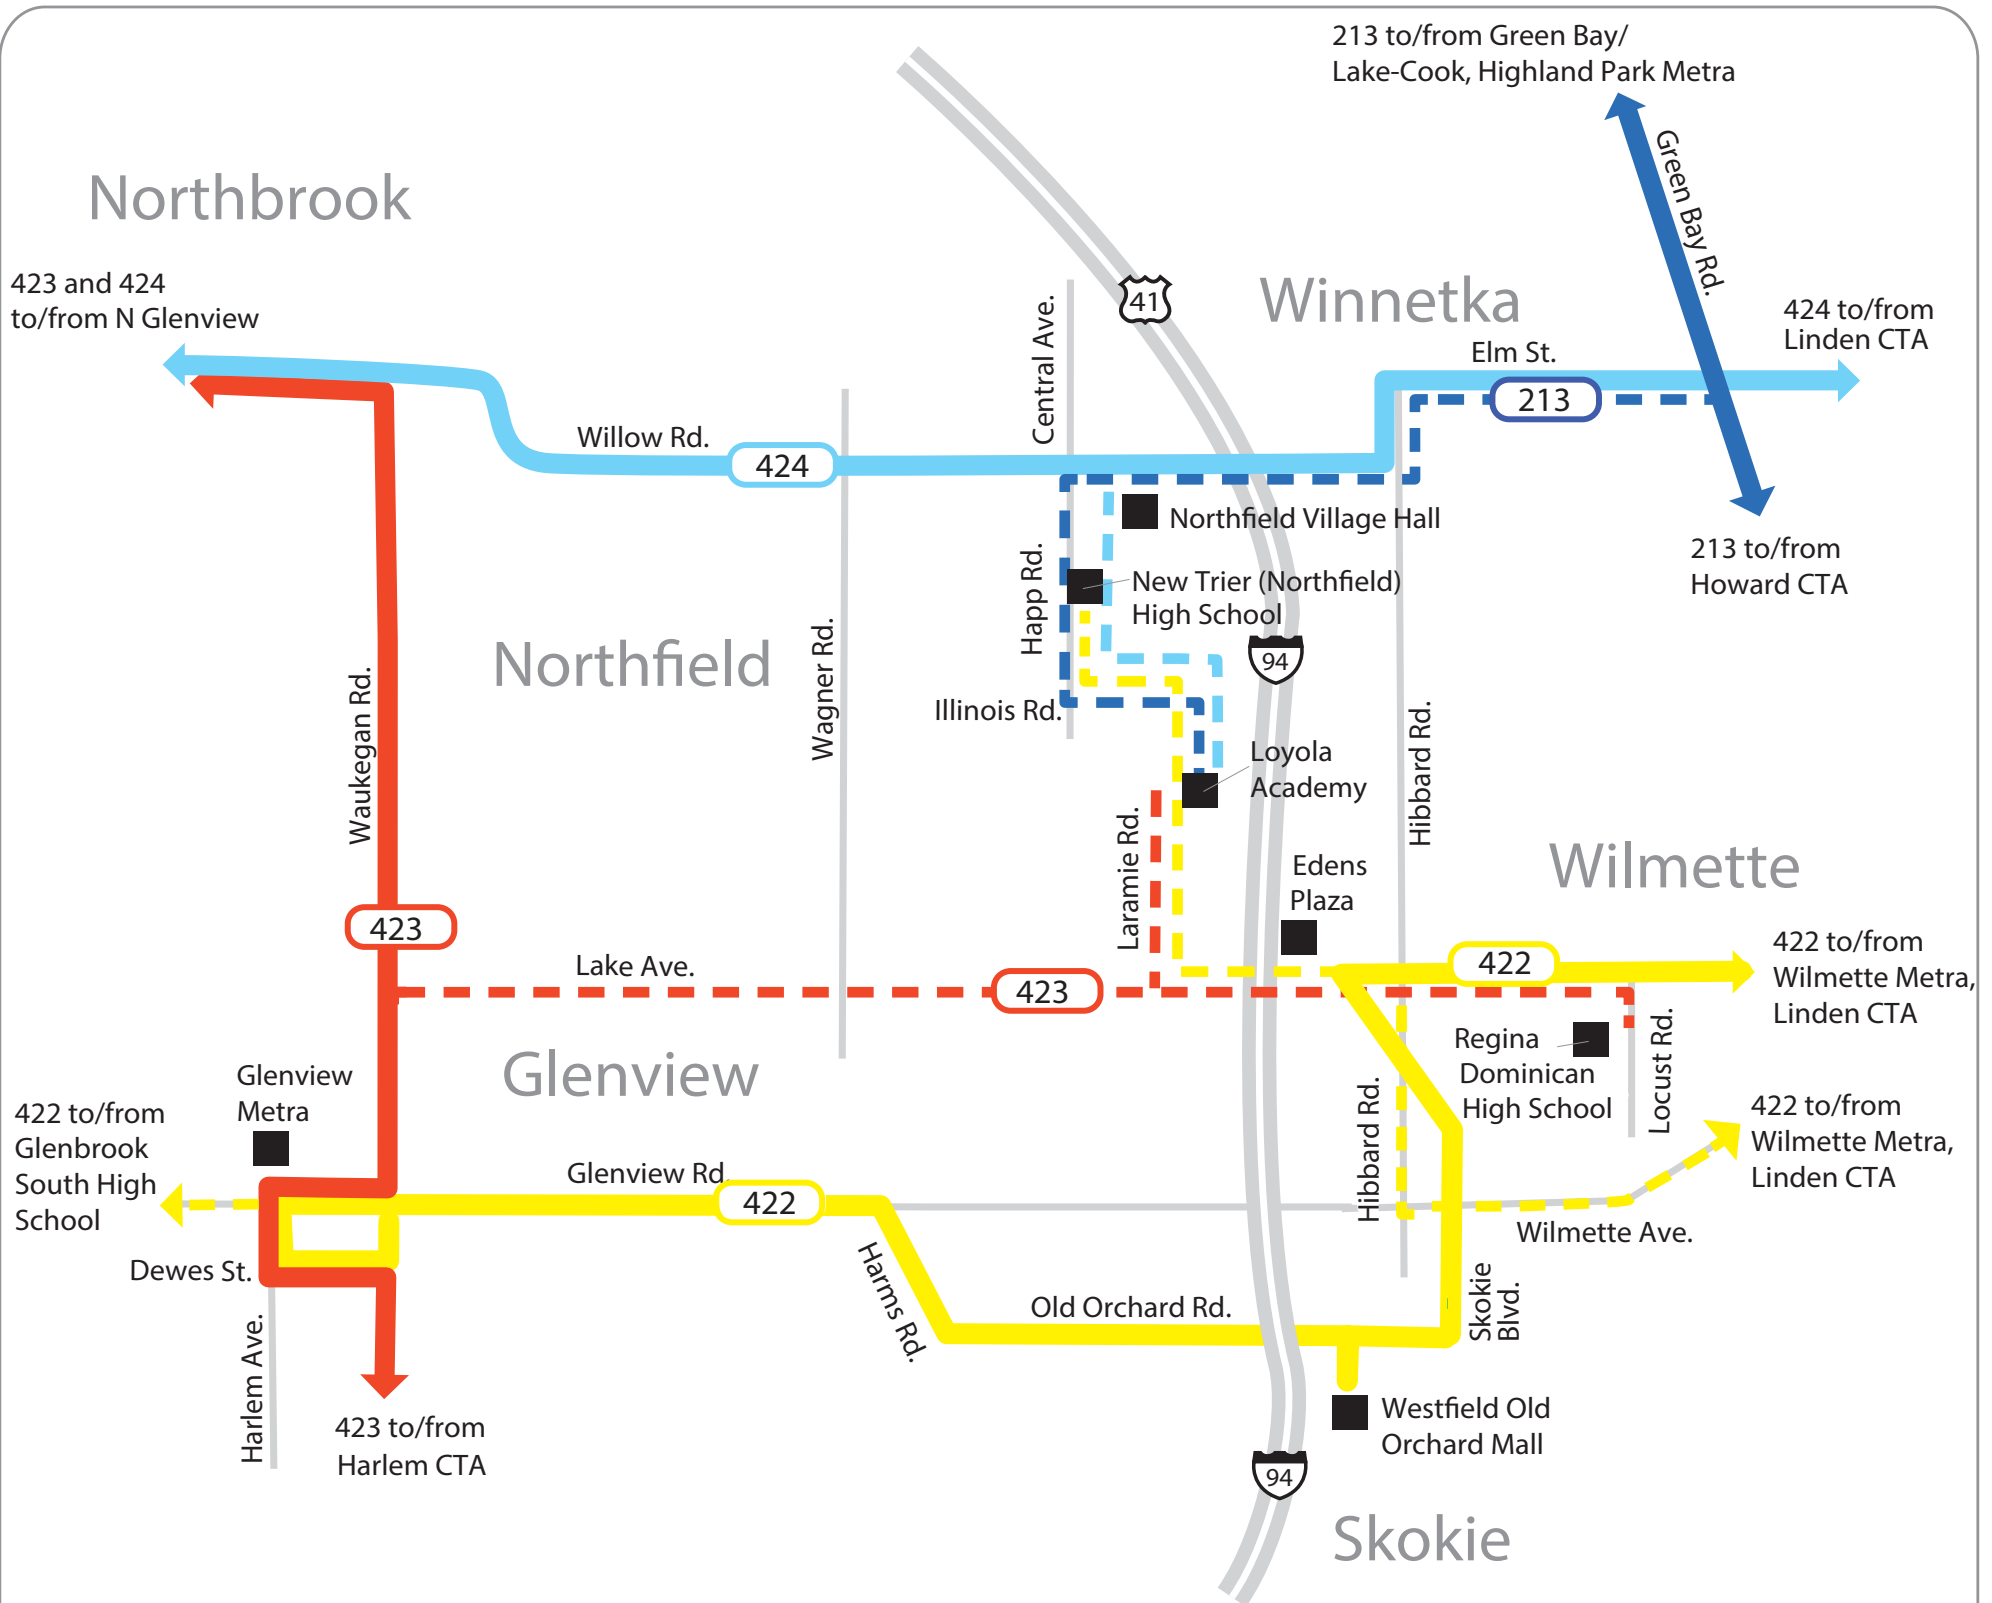 213 to/from Green Bay/
Lake-Cook, Highland Park Metra
Green Bay Rd.
Northbrook
423 and 424
to/from N Glenview
41
Winnetka
424 to/from
Linden CTA
Central Ave.
Elm St.
213
Willow Rd.
424
Northfield Village Hall
213 to/from
Howard CTA
Happ Rd.
New Trier (Northfield)
High School
Northfield
Wagner Rd.
94
Illinois Rd.
Waukegan Rd.
Hibbard Rd.
Loyola
Academy
Laramie Rd.
Edens
Plaza
Wilmette
423
Lake Ave.
423
422
422 to/from
Wilmette Metra,
Linden CTA
Regina
Dominican
High School
Locust Rd.
Glenview
Glenview
Metra
422 to/from
Glenbrook
South High
School
Hibbard Rd.
422 to/from
Wilmette Metra,
Linden CTA
Glenview Rd.
422
Wilmette Ave.
Dewes St.
Harms Rd.
Old Orchard Rd.
Skokie
Blvd.
Harlem Ave.
423 to/from
Harlem CTA
Westfield Old
Orchard Mall
94
Skokie